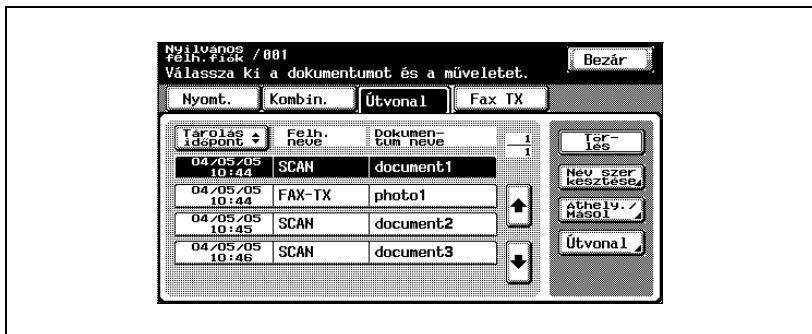 Nyilvános
félh.fiók /001
Válassza ki a dokumentumot és a műveletet.
Bezár
Nyomt.
Kombin.
Útvonal
Fax TX
Tárolás
időpont
Felh.
neve
Dokumen-
tum neve
1
1
04/05/05
10:44
SCAN
document1
04/05/05
10:44
FAX-TX
photo1
04/05/05
10:45
SCAN
document2
04/05/05
10:46
SCAN
document3
Tör-
lés
Név szer
kesztése
Áthely./
Másol
Útvonal